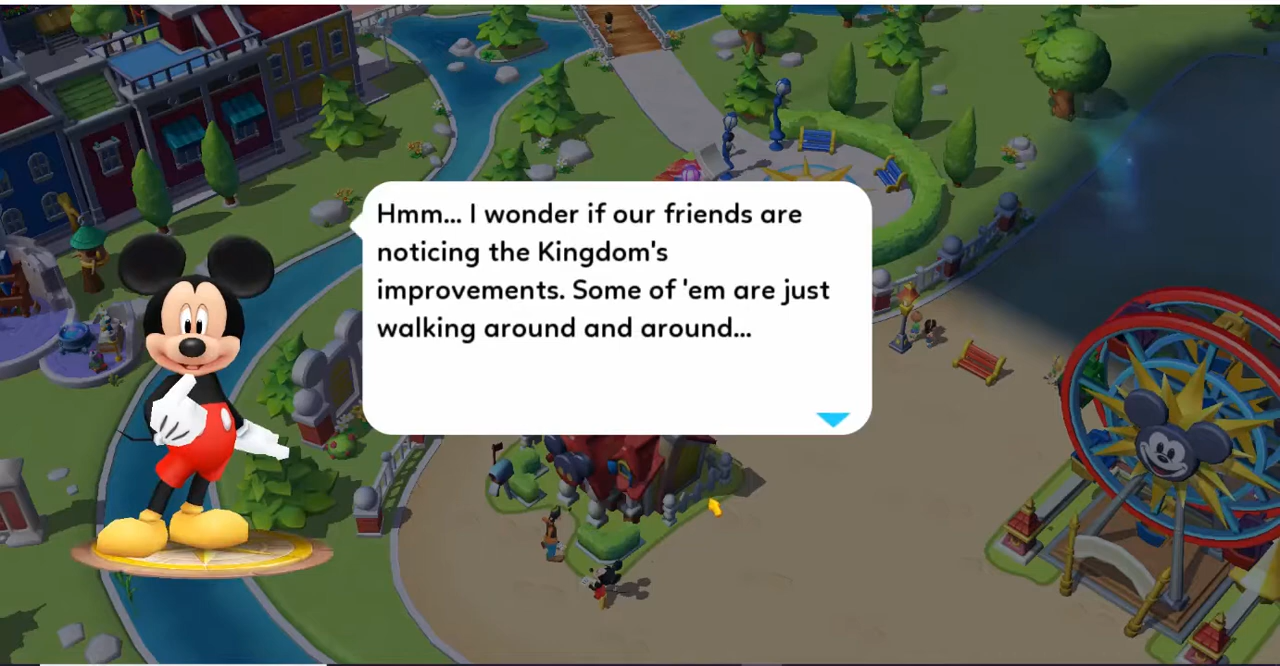 Hmm... I wonder if our friends are
noticing the Kingdom's
improvements. Some of 'em are just
walking around and around...